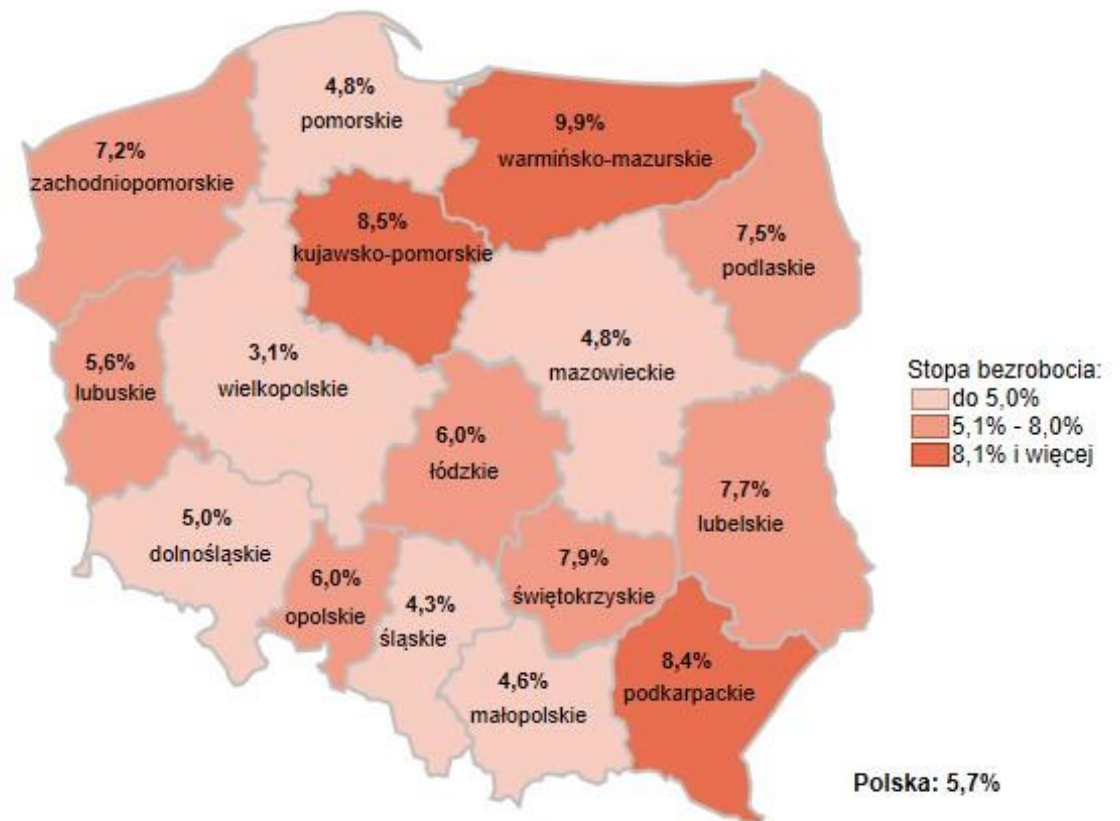 4,8%
pomorskie
9,9%
warmińsko-mazurskie
7,2%
zachodniopomorskie
8,5%
kujawsko-pomorskie
7,5%
podlaskie
5,6%
lubuskie
3,1%
wielkopolskie
4,8%
mazowieckie
6,0%
łódzkie
7,7%
lubelskie
5,0%
dolnośląskie
6,0%
opolskie
4,3%
śląskie
7,9%
świętokrzyskie
4,6%
małopolskie
8,4%
podkarpackie
Stopa bezrobocia:
do 5,0%
5,1% - 8,0%
8,1% i więcej
Polska: 5,7%